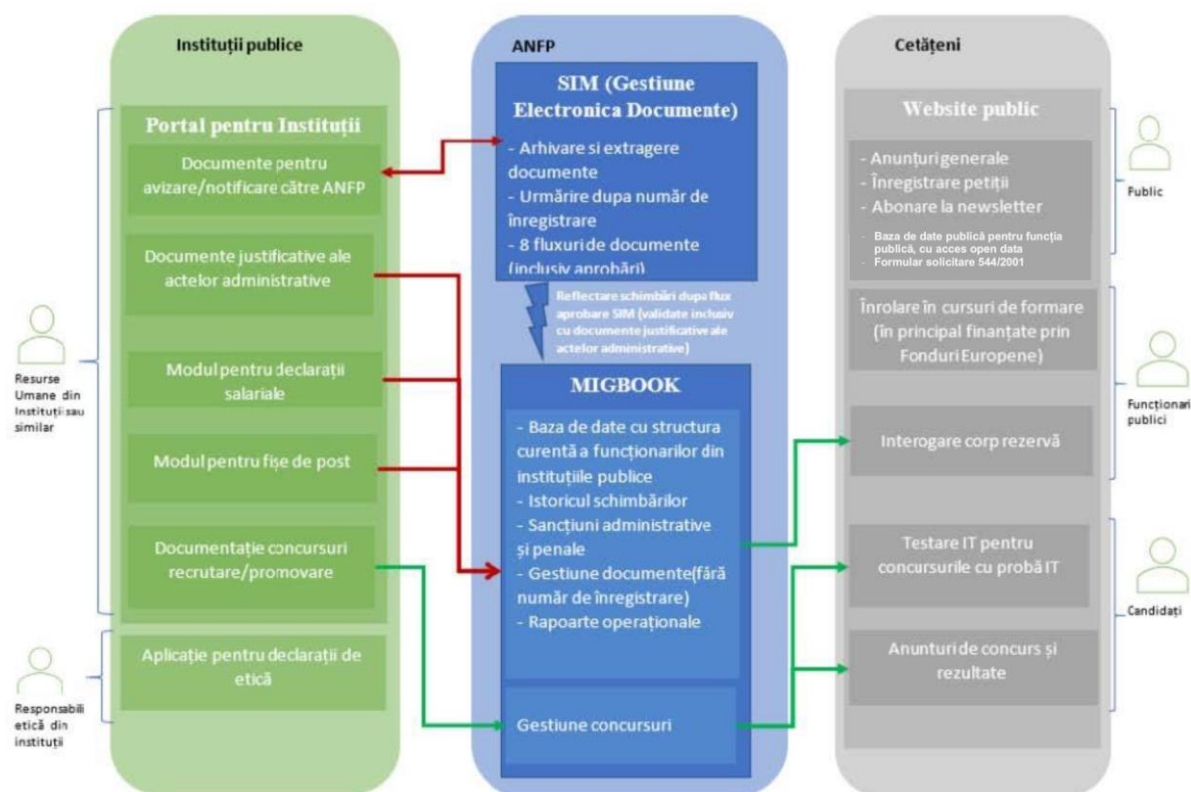 Instituții publice
Portal pentru Instituții
Documente pentru
avizare/notificare către ANFP
Documente justificative ale
actelor administrative
Modul pentru declarații
salariale
Modul pentru fișe de post
Documentație concursuri
recrutare/promovare
Aplicație pentru declarații de
etică
Resurse
Umane din
Instituții sau
similar
Responsabili
etică din
instituții
ANFP
SIM (Gestiune
Electronica Documente)
- Arhivare si extragere
documente
- Urmărire dupa număr de
înregistrare
- 8 fluxuri de documente
(inclusiv aprobări)
Reflectare schimbări dupa flux
aprobare SIM (validate inclusiv
cu documente justificative ale
actelor administrative)
MIGBOOK
- Baza de date cu structura
curentă a funcționarilor din
instituțiile publice
- Istoricul schimbărilor
- Sancțiuni administrative
și penale
- Gestiune documente(fără
număr de înregistrare)
- Rapoarte operaționale
Gestiune concursuri
Cetățeni
Website public
- Anunțuri generale
- Înregistrare petiții
- Abonare la newsletter
- Baza de date publică pentru funcția
publică, cu acces open data
- Formular solicitare 544/2001
Înrolare în cursuri de formare
(în principal finanțate prin
Fonduri Europene)
Interogare corp rezervă
Testare IT pentru
concursurile cu probă IT
Anunturi de concurs și
rezultate
Public
Funcționari
publici
Candidați